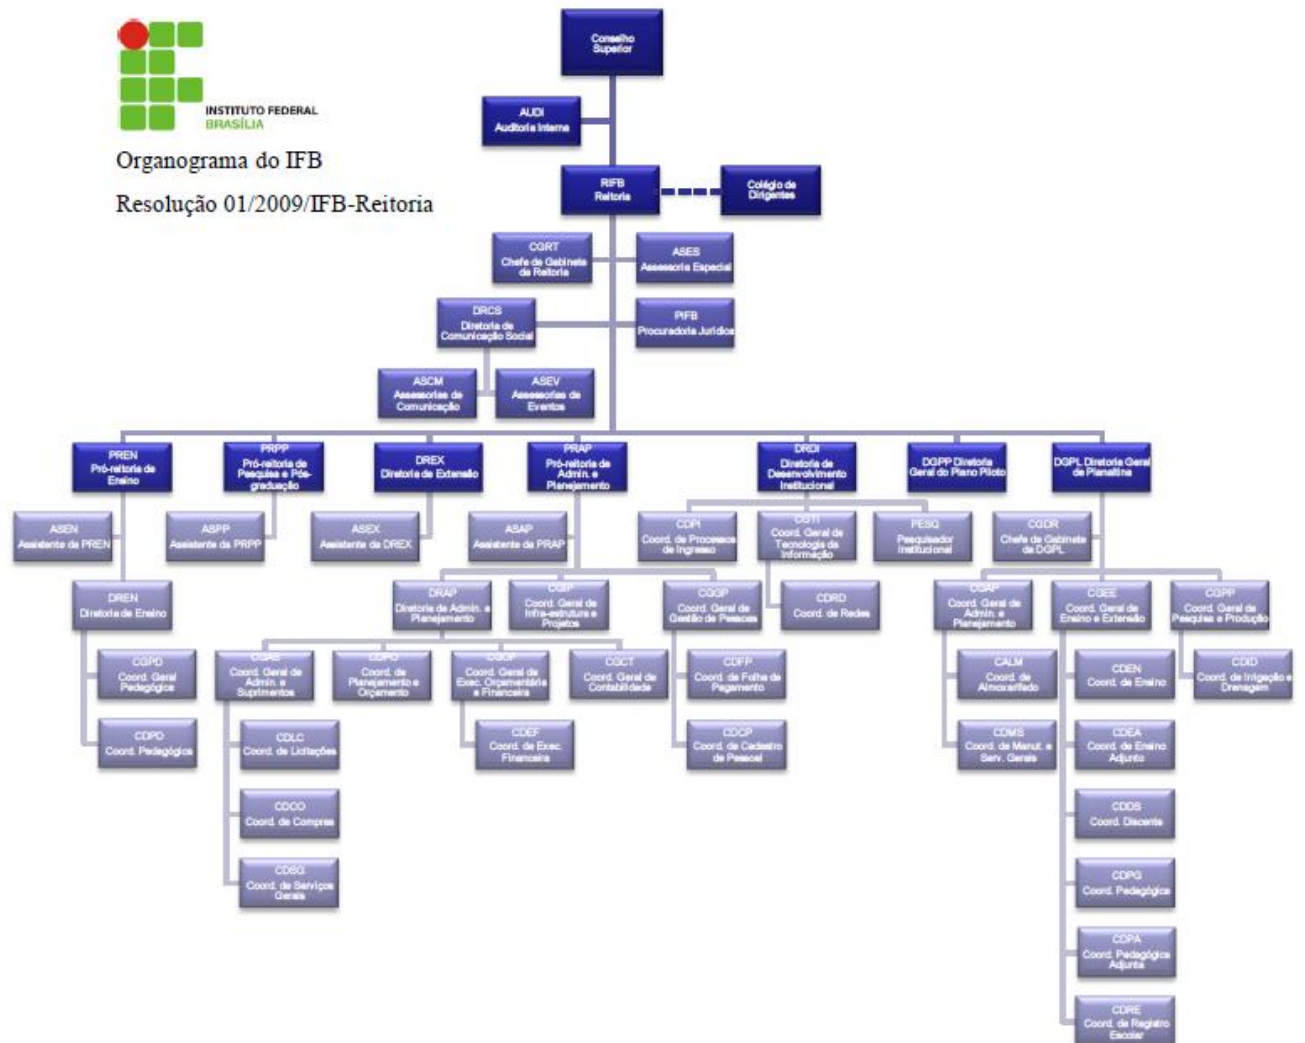 Conselho
Superior
INSTITUTO FEDERAL
BRASÍLIA
AUDI
Auditoria Interna
Organograma do IFB
Resolução 01/2009/IFB-Reitoria
RIFB
Reitoria
Colégio de
Dirigentes
CGRT
Chefe de Gabinete
da Reitoria
ASES
Assessoria Especial
DRCS
Diretoria de
Comunicação Social
PIFB
Procuradoria Jurídica
ASCM
Assessorias de
Comunicação
ASEV
Assessorias de
Eventos
PREN
Pró-reitoria de
Ensino
PRPP
Pró-reitoria de
Pesquisa e Pós-
graduação
DREX
Diretoria de Extensão
PRAP
Pró-reitoria de
Admin. e
Planejamento
DRDI
Diretoria de
Desenvolvimento
Institucional
DGPP Diretoria
Geral do Plano Piloto
DGPL Diretoria Geral
de Planaltina
ASEN
Assistente da PREN
ASPP
Assistente da PRPP
ASEX
Assistente da DREX
ASAP
Assistente da PRAP
CDPI
Coord. de Processos
de Ingresso
CGTI
Coord. Geral de
Tecnologia da
Informação
PESQ
Pesquisador
Institucional
CGDR
Chefe de Gabinete
da DGPL
DREN
Diretoria de Ensino
DRAP
Diretoria de Admin. e
Planejamento
CGIP
Coord. Geral de
Infra-estrutura e
Projetos
CGGP
Coord. Geral de
Gestão de Pessoas
CDRD
Coord. de Redes
CGAP
Coord. Geral de
Admin. e
Planejamento
CGEE
Coord. Geral de
Ensino e Extensão
CGPP
Coord. Geral de
Pesquisa e Produção
CGPD
Coord. Geral
Pedagógica
CGAS
Coord. Geral de
Admin. e
Suprimentos
CDPO
Coord. de
Planejamento e
Orçamento
CGOF
Coord. Geral de
Exec. Orçamentária
e Financeira
CGCT
Coord. Geral de
Contabilidade
CDFP
Coord. de Folha de
Pagamento
CALM
Coord. de
Almoxarifado
CDEN
Coord. de Ensino
CDID
Coord. de Irrigação e
Drenagem
CDPD
Coord. Pedagógica
CDLC
Coord. de Licitações
CDEF
Coord. de Exec.
Financeira
CDCP
Coord. de Cadastro
de Pessoal
CDMS
Coord. de Manut. e
Serv. Gerais
CDEA
Coord. de Ensino
Adjunto
CDCO
Coord. de Compras
CDDS
Coord. Discente
CDSG
Coord. de Serviços
Gerais
CDPG
Coord. Pedagógica
CDPA
Coord. Pedagógica
Adjunta
CDRE
Coord. de Registro
Escolar